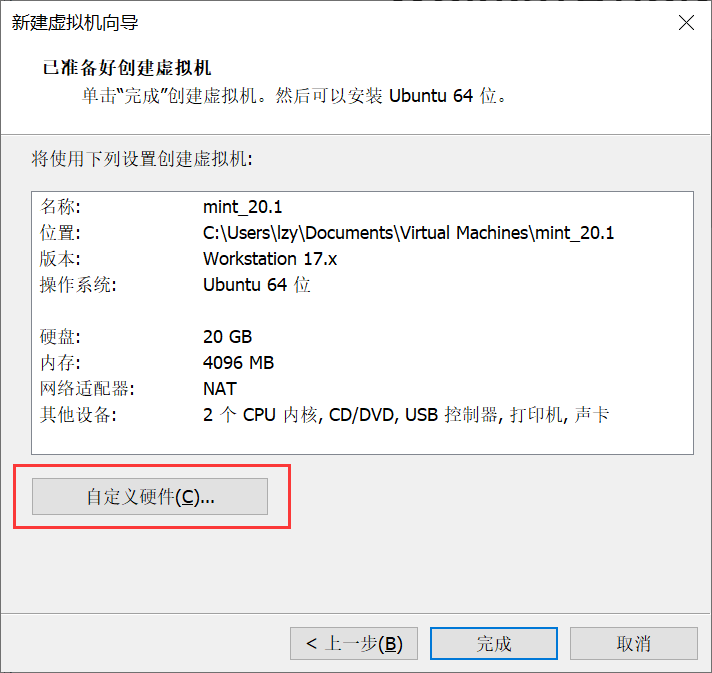 新建虚拟机向导
已准备好创建虚拟机
单击“完成”创建虚拟机。然后可以安装 Ubuntu 64 位。
将使用下列设置创建虚拟机:
名称: mint_20.1
位置: C:\Users\lzy\Documents\Virtual Machines\mint_20.1
版本: Workstation 17.x
操作系统: Ubuntu 64 位
硬盘: 20 GB
内存: 4096 MB
网络适配器: NAT
其他设备: 2 个 CPU 内核, CD/DVD, USB 控制器, 打印机, 声卡
自定义硬件(C)...
< 上一步(B) 完成 取消